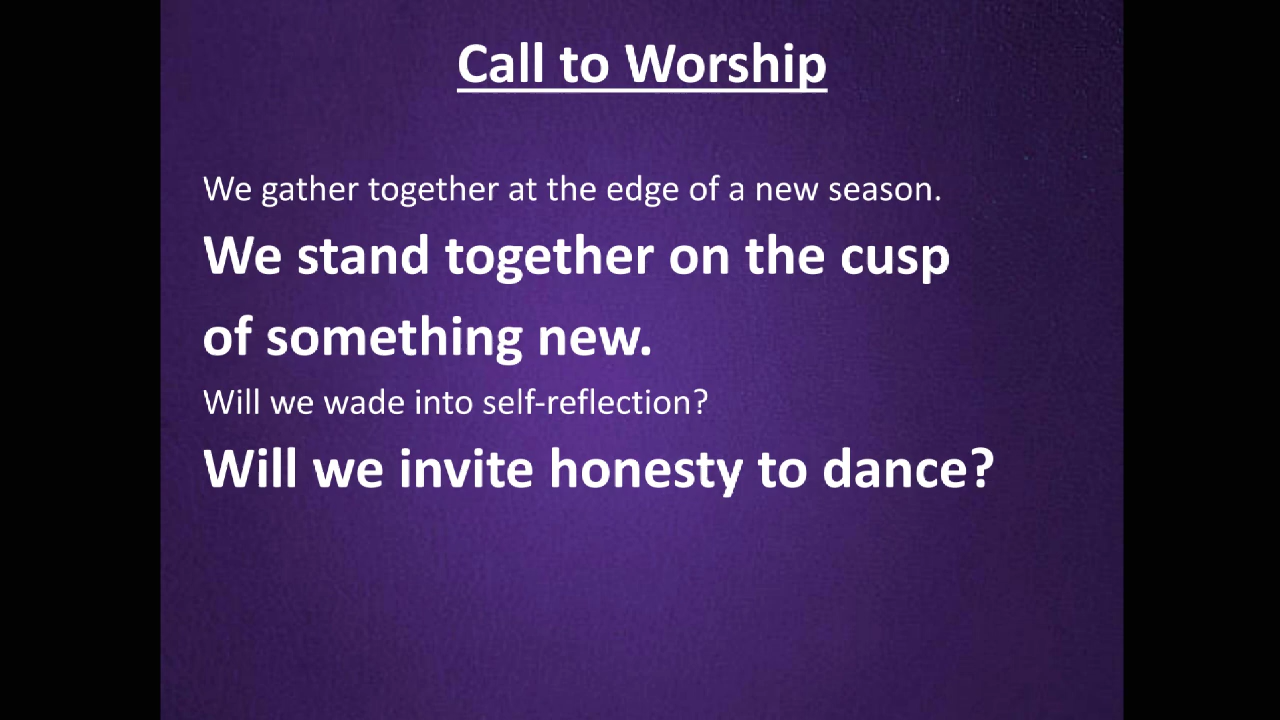 Call to Worship
We gather together at the edge of a new season.
We stand together on the cusp
of something new.
Will we wade into self-reflection?
Will we invite honesty to dance?